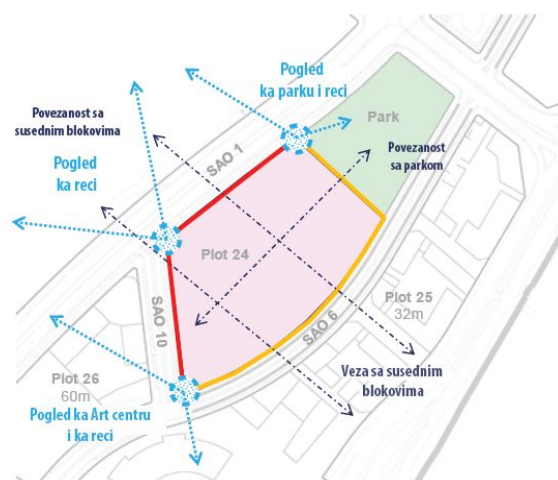 Pogled
ka parku i reci
Povezanost sa
susednim blokovima
Park
SAO 1
Povezanost
sa parkom
Pogled
ka reci
Plot 24
SAO 10
SAO 6
Plot 25
32m
Plot 26
60m
Veza sa susednim
blokovima
Pogled ka Art centru
i ka reci